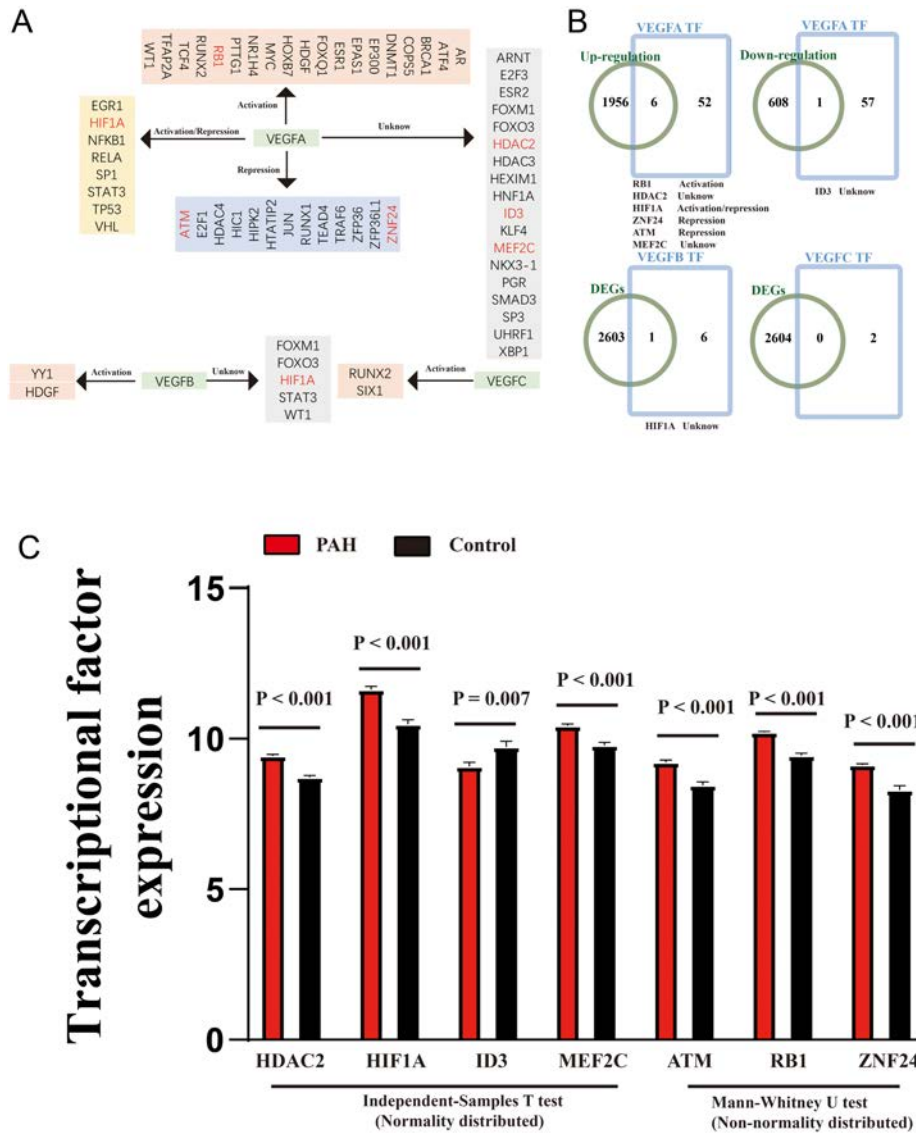 A
WT1
TFAP2A
TCF4
RUNX2
RB1
PTTG1
NR1H4
MYC
HOXB7
HDGF
FOXQ1
ESR1
EPAS1
EP300
DNMT1
COPS5
BRCA1
ATF4
AR
Activation
EGR1
HIF1A
NFKB1
RELA
SP1
STAT3
TP53
VHL
Activation/Repression
VEGFA
Unknow
Repression
ATM
E2F1
HDAC4
HIC1
HIPK2
HTATIP2
JUN
RUNX1
TEAD4
TRAF6
ZFP36
ZFP36L1
ZNF24
ARNT
E2F3
ESR2
FOXM1
FOXO3
HDAC2
HDAC3
HEXIM1
HNF1A
ID3
KLF4
MEF2C
NKX3-1
PGR
SMAD3
SP3
UHRF1
XBP1
YY1
HDGF
Activation
VEGFB
Unknow
FOXM1
FOXO3
HIF1A
STAT3
WT1
RUNX2
SIX1
Activation
VEGFC
B
VEGFA TF
Up-regulation
1956 6 52
RB1 Activation
HDAC2 Unknow
HIF1A Activation/repression
ZNF24 Repression
ATM Repression
MEF2C Unknow
VEGFA TF
Down-regulation
608 1 57
ID3 Unknow
VEGFB TF
DEGs
2603 1 6
HIF1A Unknow
VEGFC TF
DEGs
2604 0 2
C
PAH Control
Transcriptional factor
expression
15
10
5
0
P < 0.001
P < 0.001
P = 0.007
P < 0.001
P < 0.001
P < 0.001
P < 0.001
HDAC2 HIF1A ID3 MEF2C ATM RB1 ZNF24
Independent-Samples T test
(Normality distributed)
Mann-Whitney U test
(Non-normality distributed)